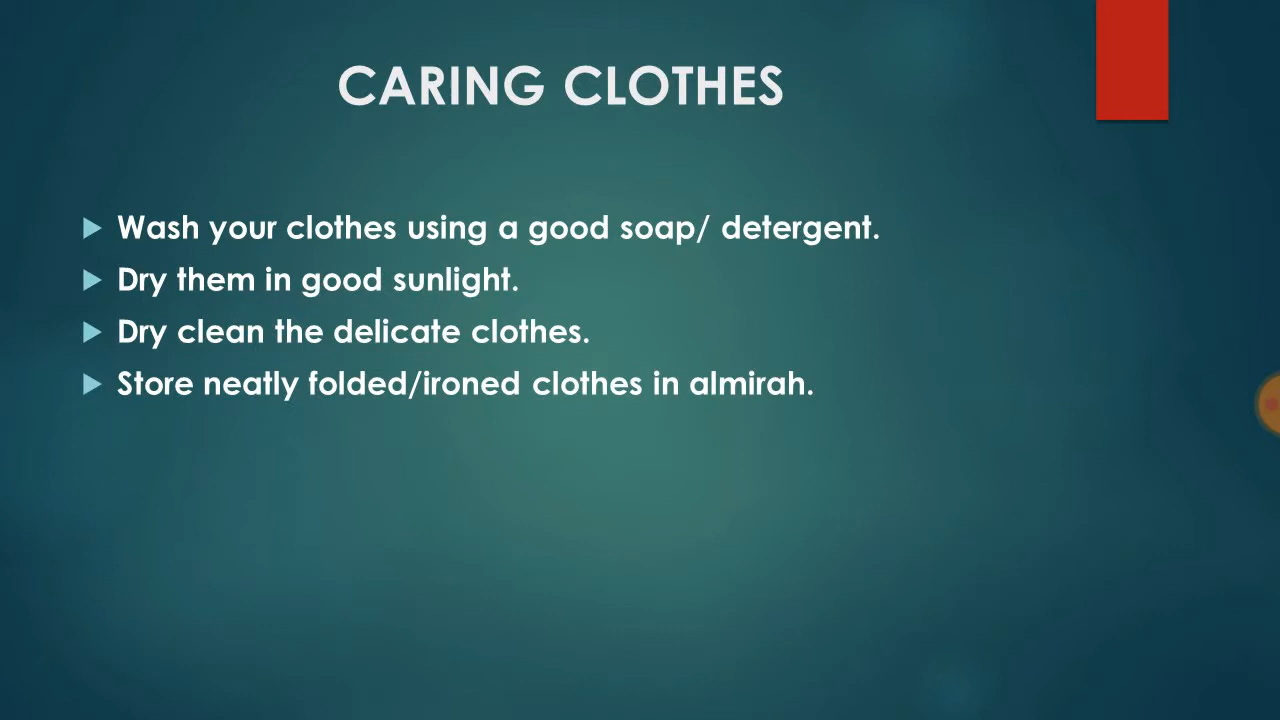 CARING CLOTHES
Wash your clothes using a good soap/ detergent.
Dry them in good sunlight.
Dry clean the delicate clothes.
Store neatly folded/ironed clothes in almirah.